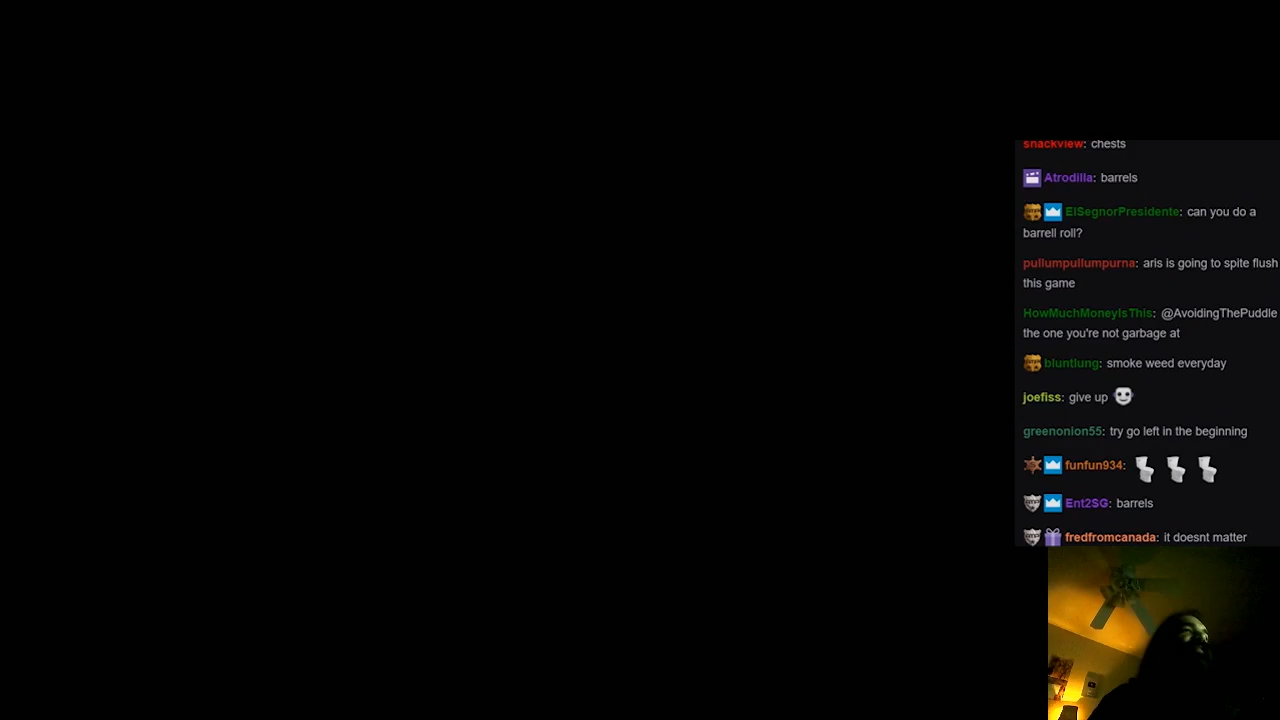 snackview: chests
Atrodilla: barrels
ElSegnorPresidente: can you do a
barrell roll?
pullumpullumpurna: aris is going to spite flush
this game
HowMuchMoneyIsThis: @AvoidingThePuddle
the one you're not garbage at
bluntlung: smoke weed everyday
joefiss: give up
greenonion55: try go left in the beginning
funfun934:
Ent2SG: barrels
fredfromcanada: it doesnt matter